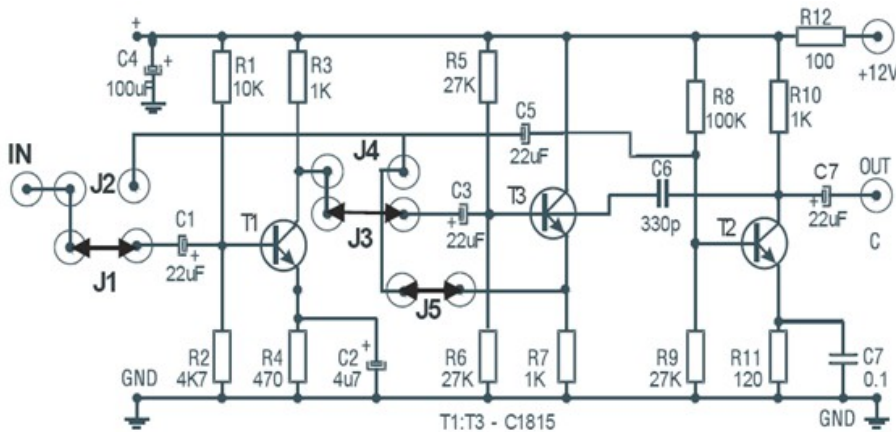 +
R12
100
+12V
C4
+
100uF
R1
10K
R3
1K
R5
27K
C5
22uF
R8
100K
R10
1K
IN
J2
J4
C6
330p
C7
+
22uF
OUT
C
C1
+
22uF
T1
J1
J3
C3
+
22uF
T3
T2
J5
R2
4K7
R4
470
+
C2
4u7
R6
27K
R7
1K
R9
27K
R11
120
C7
0.1
GND
GND
T1:T3 - C1815